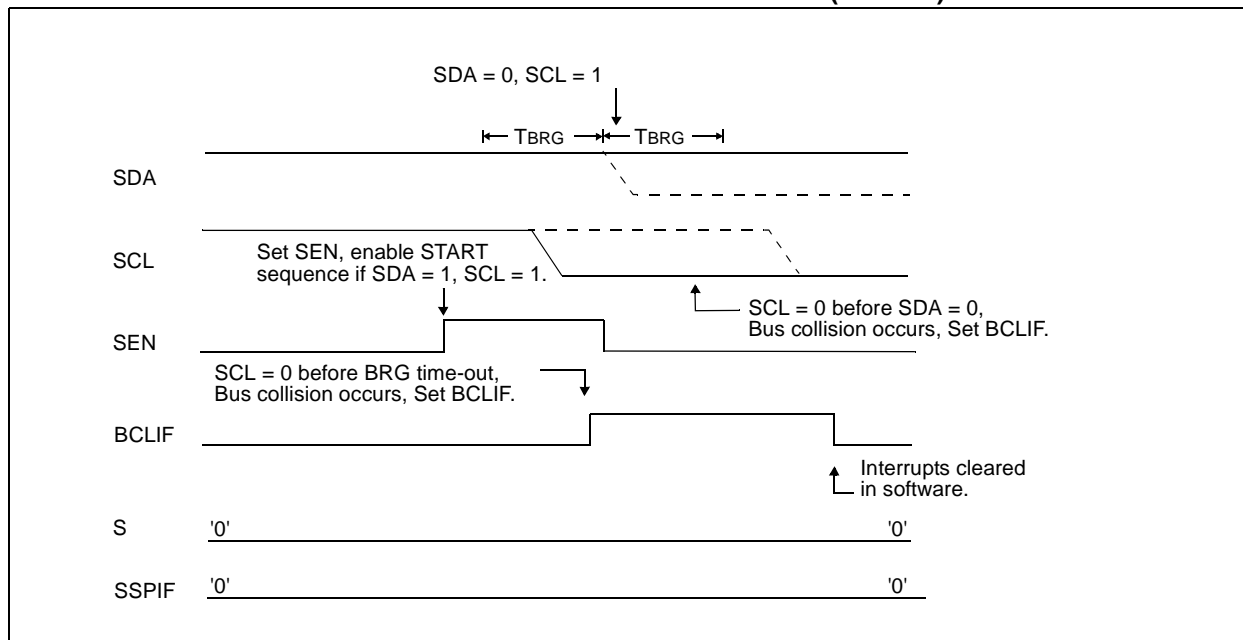 SDA = 0, SCL = 1
TBRG TBRG
SDA
SCL
Set SEN, enable START
sequence if SDA = 1, SCL = 1.
SCL = 0 before SDA = 0,
Bus collision occurs, Set BCLIF.
SEN
SCL = 0 before BRG time-out,
Bus collision occurs, Set BCLIF.
BCLIF
Interrupts cleared
in software.
S '0' '0'
SSPIF '0' '0'